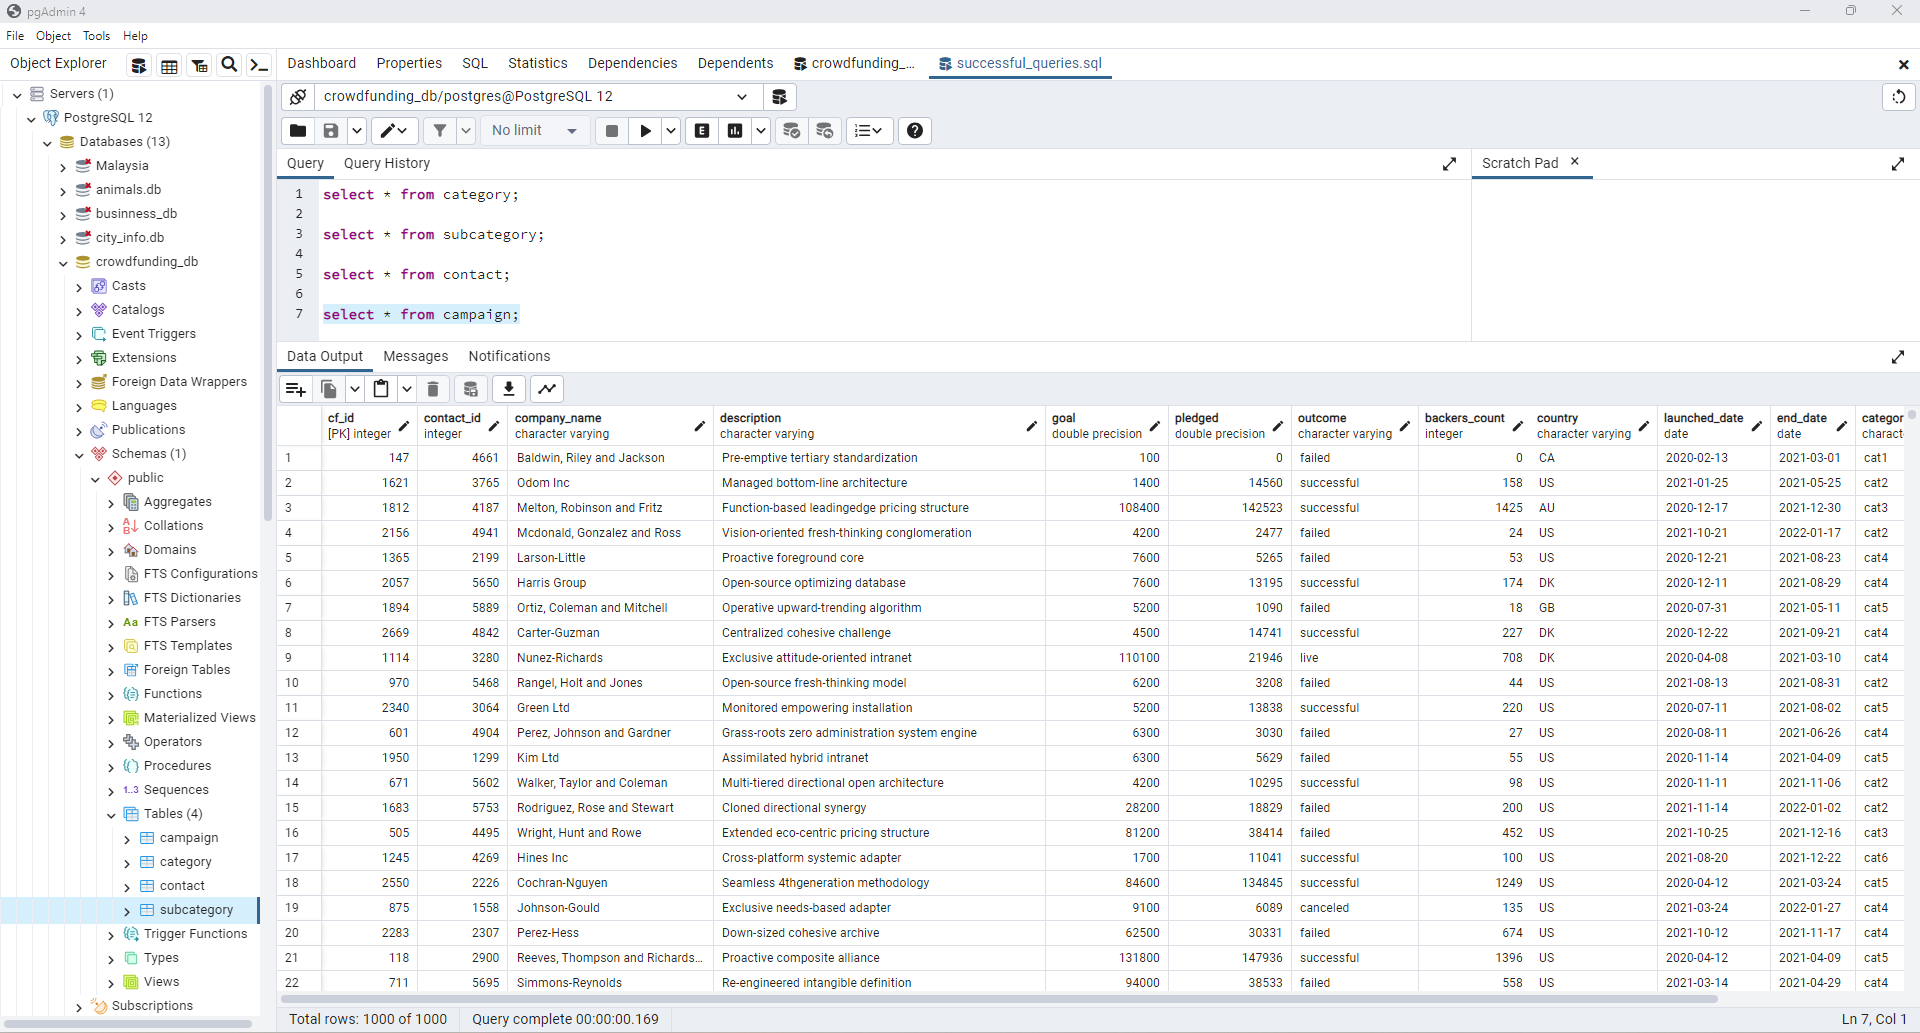 pgAdmin 4
File Object Tools Help
Object Explorer
Dashboard Properties SQL Statistics Dependencies Dependents crowdfunding_... successful_queries.sql
Servers (1)
PostgreSQL 12
Databases (13)
Malaysia
animals.db
businness_db
city_info.db
crowdfunding_db
Casts
Catalogs
Event Triggers
Extensions
Foreign Data Wrappers
Languages
Publications
Schemas (1)
public
Aggregates
Collations
Domains
FTS Configurations
FTS Dictionaries
Aa FTS Parsers
FTS Templates
Foreign Tables
Functions
Materialized Views
Operators
Procedures
1..3 Sequences
Tables (4)
campaign
category
contact
subcategory
Trigger Functions
Types
Views
Subscriptions
crowdfunding_db/postgres@PostgreSQL 12
No limit
E
Query Query History
Scratch Pad
1 select * from category;
2
3 select * from subcategory;
4
5 select * from contact;
6
7 select * from campaign;
Data Output Messages Notifications
cf_id contact_id company_name description goal pledged outcome backers_count country launched_date end_date categor
[PK] integer integer character varying character varying double precision double precision character varying integer character varying date date charact
1 147 4661 Baldwin, Riley and Jackson Pre-emptive tertiary standardization 100 0 failed 0 CA 2020-02-13 2021-03-01 cat1
2 1621 3765 Odom Inc Managed bottom-line architecture 1400 14560 successful 158 US 2021-01-25 2021-05-25 cat2
3 1812 4187 Melton, Robinson and Fritz Function-based leadingedge pricing structure 108400 142523 successful 1425 AU 2020-12-17 2021-12-30 cat3
4 2156 4941 Mcdonald, Gonzalez and Ross Vision-oriented fresh-thinking conglomeration 4200 2477 failed 24 US 2021-10-21 2022-01-17 cat2
5 1365 2199 Larson-Little Proactive foreground core 7600 5265 failed 53 US 2020-12-21 2021-08-23 cat4
6 2057 5650 Harris Group Open-source optimizing database 7600 13195 successful 174 DK 2020-12-11 2021-08-29 cat4
7 1894 5889 Ortiz, Coleman and Mitchell Operative upward-trending algorithm 5200 1090 failed 18 GB 2020-07-31 2021-05-11 cat5
8 2669 4842 Carter-Guzman Centralized cohesive challenge 4500 14741 successful 227 DK 2020-12-22 2021-09-21 cat4
9 1114 3280 Nunez-Richards Exclusive attitude-oriented intranet 110100 21946 live 708 DK 2020-04-08 2021-03-10 cat4
10 970 5468 Rangel, Holt and Jones Open-source fresh-thinking model 6200 3208 failed 44 US 2021-08-13 2021-08-31 cat2
11 2340 3064 Green Ltd Monitored empowering installation 5200 13838 successful 220 US 2020-07-11 2021-08-02 cat5
12 601 4904 Perez, Johnson and Gardner Grass-roots zero administration system engine 6300 3030 failed 27 US 2020-08-11 2021-06-26 cat4
13 1950 1299 Kim Ltd Assimilated hybrid intranet 6300 5629 failed 55 US 2020-11-14 2021-04-09 cat5
14 671 5602 Walker, Taylor and Coleman Multi-tiered directional open architecture 4200 10295 successful 98 US 2020-11-11 2021-11-06 cat2
15 1683 5753 Rodriguez, Rose and Stewart Cloned directional synergy 28200 18829 failed 200 US 2021-11-14 2022-01-02 cat2
16 505 4495 Wright, Hunt and Rowe Extended eco-centric pricing structure 81200 38414 failed 452 US 2021-10-25 2021-12-16 cat3
17 1245 4269 Hines Inc Cross-platform systemic adapter 1700 11041 successful 100 US 2021-08-20 2021-12-22 cat6
18 2550 2226 Cochran-Nguyen Seamless 4thgeneration methodology 84600 134845 successful 1249 US 2020-04-12 2021-03-24 cat5
19 875 1558 Johnson-Gould Exclusive needs-based adapter 9100 6089 canceled 135 US 2021-03-24 2022-01-27 cat4
20 2283 2307 Perez-Hess Down-sized cohesive archive 62500 30331 failed 674 US 2021-10-12 2021-11-17 cat4
21 118 2900 Reeves, Thompson and Richards... Proactive composite alliance 131800 147936 successful 1396 US 2020-04-12 2021-04-09 cat5
22 711 5695 Simmons-Reynolds Re-engineered intangible definition 94000 38533 failed 558 US 2021-03-14 2021-04-29 cat4
Total rows: 1000 of 1000 Query complete 00:00:00.169
Ln 7, Col 1